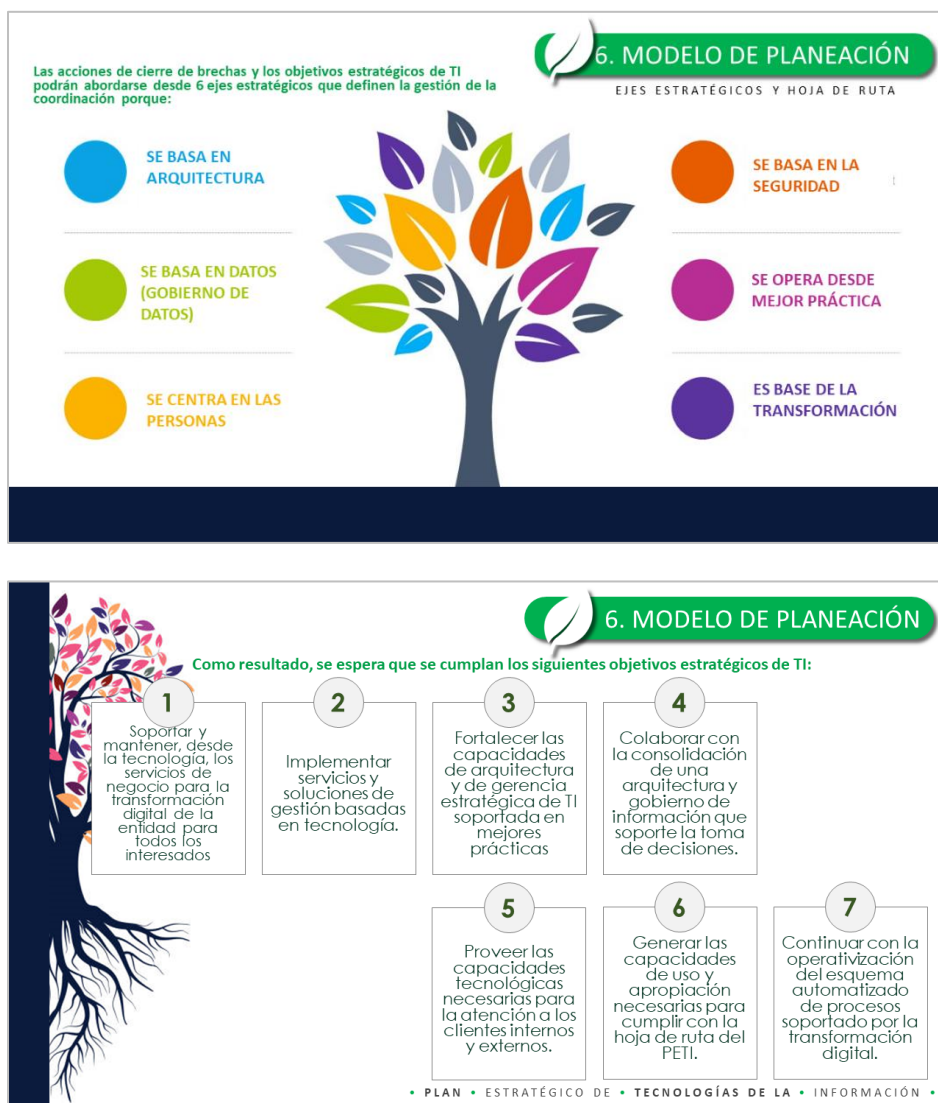 6. MODELO DE PLANEACIÓN
EJES ESTRATÉGICOS Y HOJA DE RUTA
Las acciones de cierre de brechas y los objetivos estratégicos de TI
podrán abordarse desde 6 ejes estratégicos que definen la gestión de la
coordinación porque:
SE BASA EN
ARQUITECTURA
SE BASA EN DATOS
(GOBIERNO DE
DATOS)
SE CENTRA EN LAS
PERSONAS
SE BASA EN LA
SEGURIDAD
SE OPERA DESDE
MEJOR PRÁCTICA
ES BASE DE LA
TRANSFORMACIÓN
6. MODELO DE PLANEACIÓN
Como resultado, se espera que se cumplan los siguientes objetivos estratégicos de TI:
1
Soportar y
mantener, desde
la tecnología, los
servicios de
negocio para la
transformación
digital de la
entidad para
todos los
interesados
2
Implementar
servicios y
soluciones de
gestión basadas
en tecnología.
3
Fortalecer las
capacidades
de arquitectura
y de gerencia
estratégica de TI
soportada en
mejores
prácticas
4
Colaborar con
la consolidación
de una
arquitectura y
gobierno de
información que
soporte la toma
de decisiones.
5
Proveer las
capacidades
tecnológicas
necesarias para
la atención a los
clientes internos
y externos.
6
Generar las
capacidades
de uso y
apropiación
necesarias para
cumplir con la
hoja de ruta del
PETI.
7
Continuar con la
operativización
del esquema
automatizado
de procesos
soportado por la
transformación
digital.
• PLAN • ESTRATÉGICO DE • TECNOLOGÍAS DE LA • INFORMACIÓN •